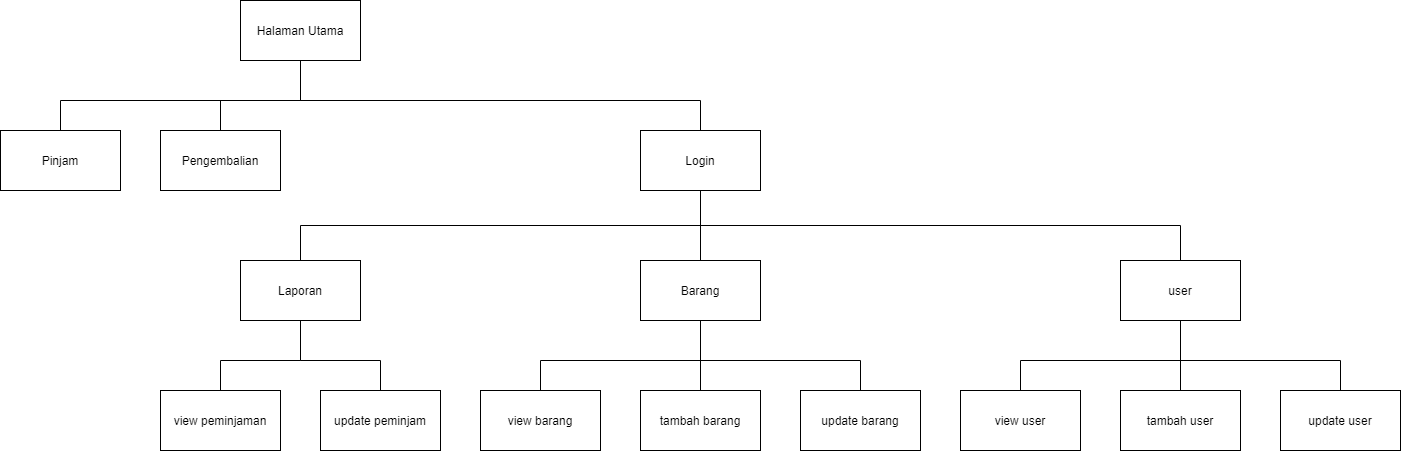 Halaman Utama
Pinjam
Pengembalian
Login
Laporan
Barang
user
view peminjaman
update peminjam
view barang
tambah barang
update barang
view user
tambah user
update user